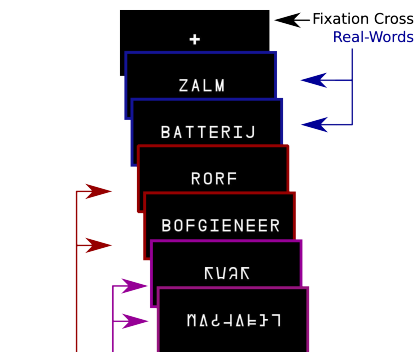 Fixation Cross
Real-Words
+
ZALM
BATTERIJ
RORF
BOFGIENEER